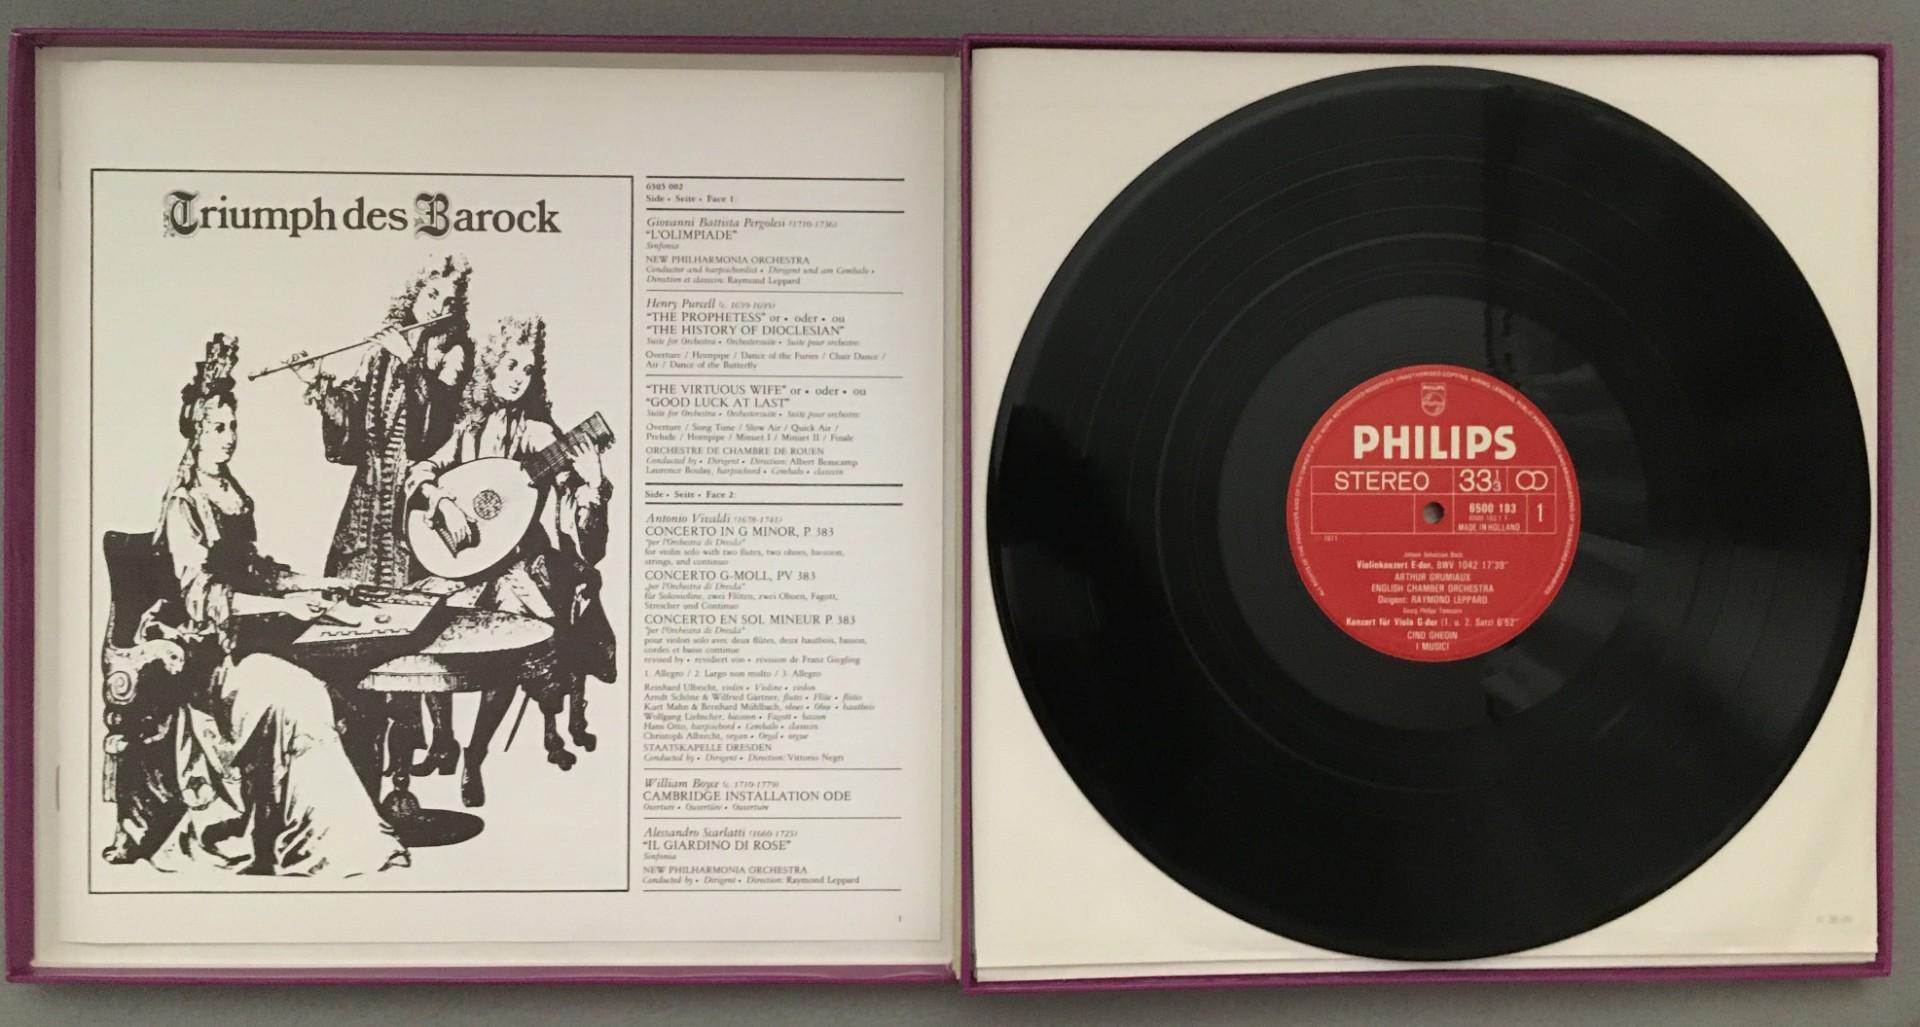 Triumph des Barock
6505 002
Side • Seite • Face 1:
Giovanni Battista Pergolesi (1710-1736)
"L'OLIMPIADE"
Sinfonia
NEW PHILHARMONIA ORCHESTRA
Conductor and harpsichordist • Dirigent und am Cembalo •
Direction et clavecin: Raymond Leppard
Henry Purcell (c. 1659-1695)
"THE PROPHETESS" or • oder • ou
"THE HISTORY OF DIOCLESIAN"
Suite for Orchestra • Orchestersuite • Suite pour orchestre:
Overture / Hornpipe / Dance of the Furies / Chair Dance /
Air / Dance of the Butterfly
"THE VIRTUOUS WIFE" or • oder • ou
"GOOD LUCK AT LAST"
Suite for Orchestra • Orchestersuite • Suite pour orchestre:
Overture / Song Tune / Slow Air / Quick Air /
Prelude / Hornpipe / Minuet I / Minuet II / Finale
ORCHESTRE DE CHAMBRE DE ROUEN
Conducted by • Dirigent • Direction: Albert Beaucamp
Laurence Boulay, harpsichord • Cembalo • clavecin
Side • Seite • Face 2:
Antonio Vivaldi (1678-1741)
CONCERTO IN G MINOR, P. 383
"per l'Orchestra di Dresda"
for violin solo with two flutes, two oboes, bassoon,
strings, and continuo
CONCERTO G-MOLL, PV 383
„per l'Orchestra di Dresda"
für Solovioline, zwei Flöten, zwei Oboen, Fagott,
Streicher und Continuo
CONCERTO EN SOL MINEUR P. 383
"per l'Orchestra di Dresda"
pour violon solo avec deux flûtes, deux hautbois, basson,
cordes et basse continue
revised by • revidiert von • révision de Franz Giegling
1. Allegro / 2. Largo non molto / 3. Allegro
Reinhard Ulbricht, violin • Violine • violon
Arndt Schöne & Wilfried Gärtner, flutes • Flöte • flûte
Kurt Mahn & Bernhard Mühlbach, oboes • Oboe • hautbois
Wolfgang Liebscher, bassoon • Fagott • basson
Hans Otto, harpsichord • Cembalo • clavecin
Christoph Albrecht, organ • Orgel • orgue
STAATSKAPELLE DRESDEN
Conducted by • Dirigent • Direction: Vittorio Negri
William Boyce (c. 1710-1779)
CAMBRIDGE INSTALLATION ODE
Overture • Ouvertüre • Ouverture
Alessandro Scarlatti (1660-1725)
"IL GIARDINO DI ROSE"
Sinfonia
NEW PHILHARMONIA ORCHESTRA
Conducted by • Dirigent • Direction: Raymond Leppard
1
PHILIPS
PHILIPS
STEREO 33 1/3
6500 183
MADE IN HOLLAND
1
1971
Johann Sebastian Bach
Violinkonzert E-dur, BWV 1042 17'39"
ARTHUR GRUMIAUX
ENGLISH CHAMBER ORCHESTRA
Dirigent: RAYMOND LEPPARD
Georg Philipp Telemann
Konzert für Viola G-dur (1. u. 2. Satz) 6'52"
CINO GHEDIN
I MUSICI